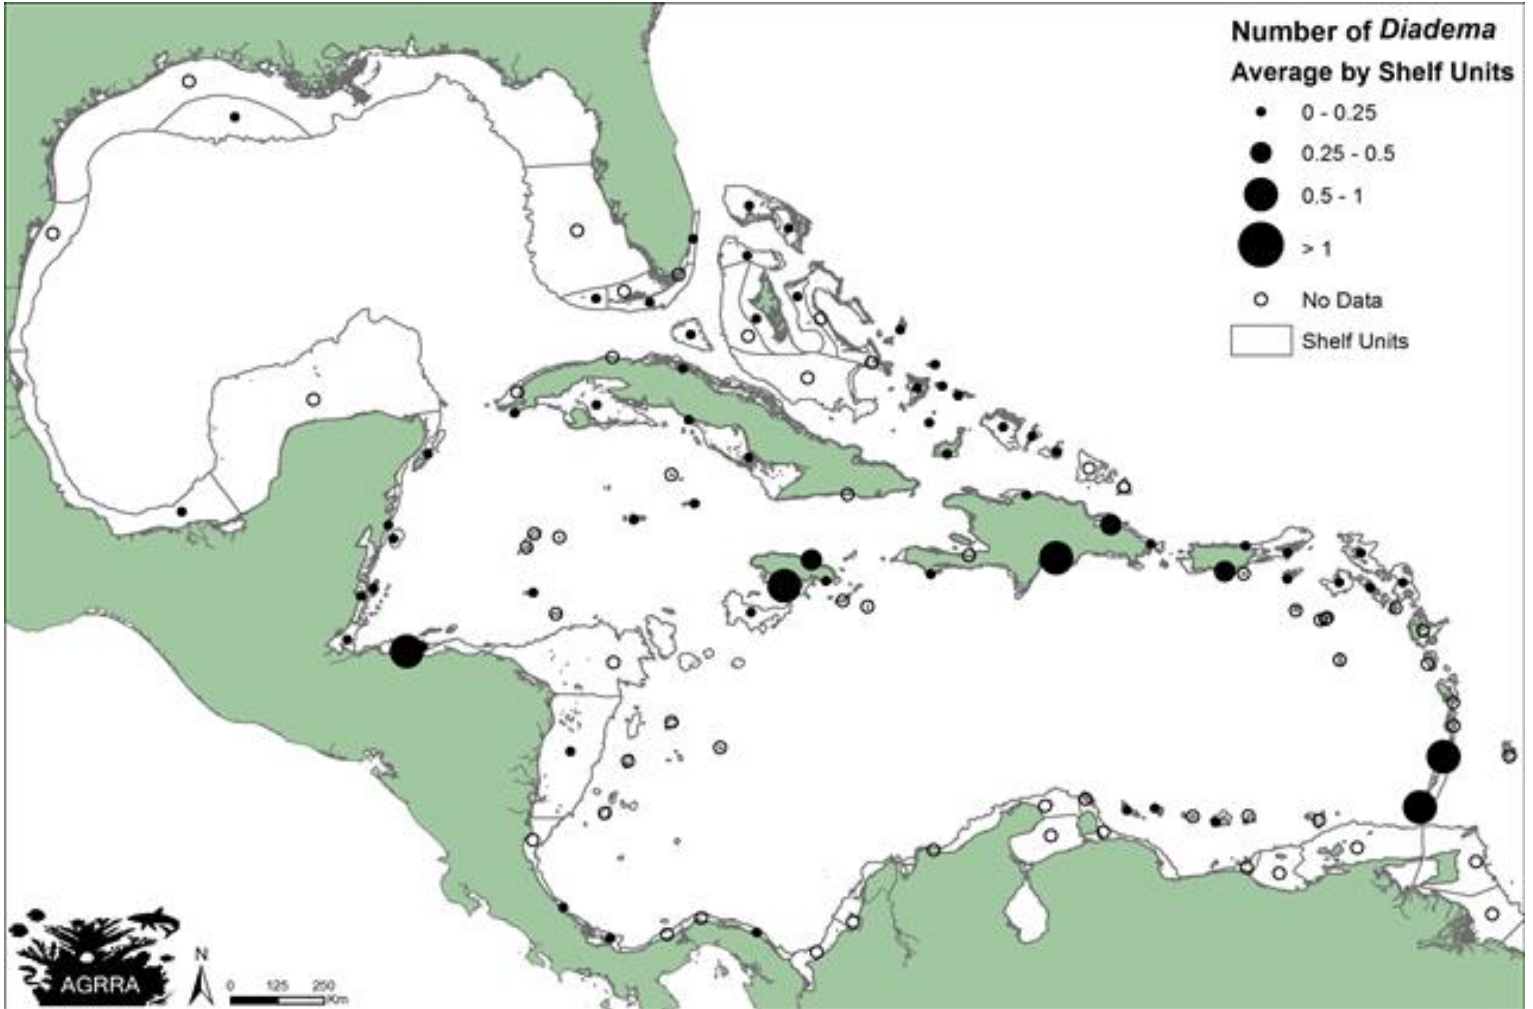 Number of Diadema
Average by Shelf Units
0 - 0.25
0.25 - 0.5
0.5 - 1
> 1
No Data
Shelf Units
AGRRA
N
0 125 250
Km